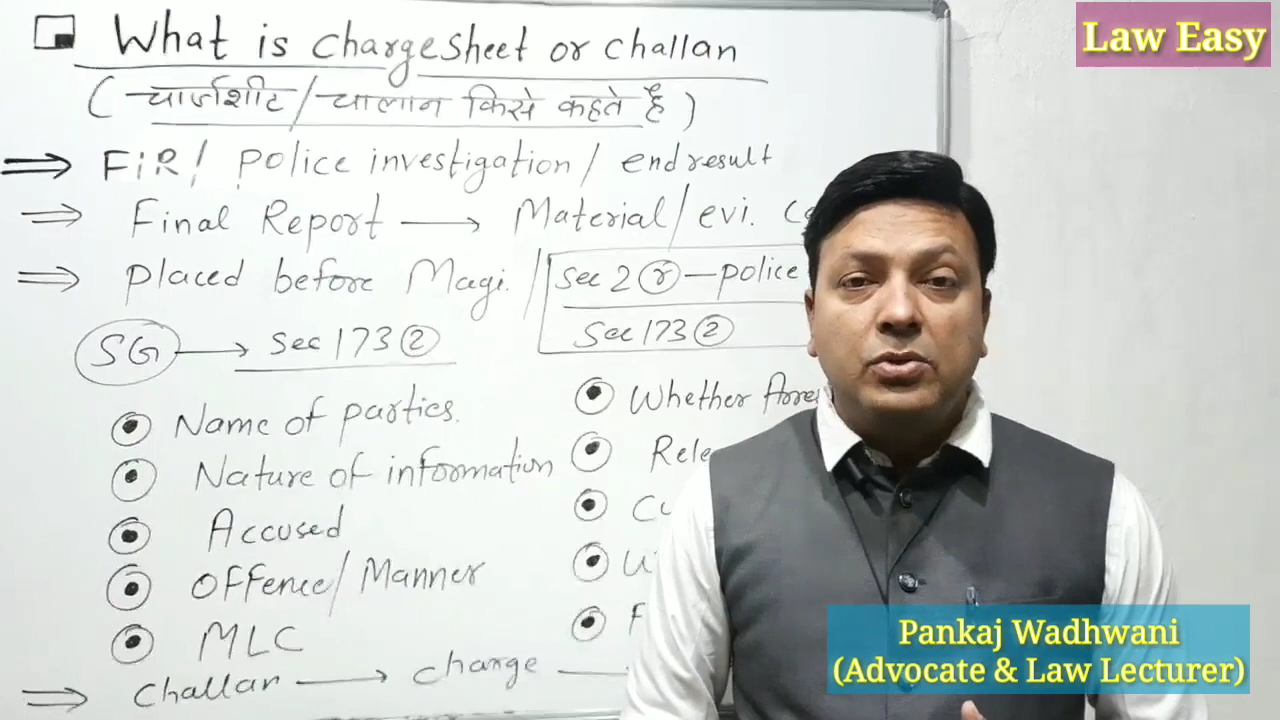 Law Easy
What is chargesheet or challan
( चार्जशीट/चालान किसे कहते हैं )
⇒ FiR/ Police investigation/ end result
⇒ Final Report → Material/evi.
⇒ placed before Magi. /
Sec 2 (r) — police
Sec 173 (2)
SG → Sec 173 (2)
Name of parties.
Nature of information
Accused
Offence/ Manner
MLC
Whether
⇒ challan → charge —
Pankaj Wadhwani
(Advocate & Law Lecturer)